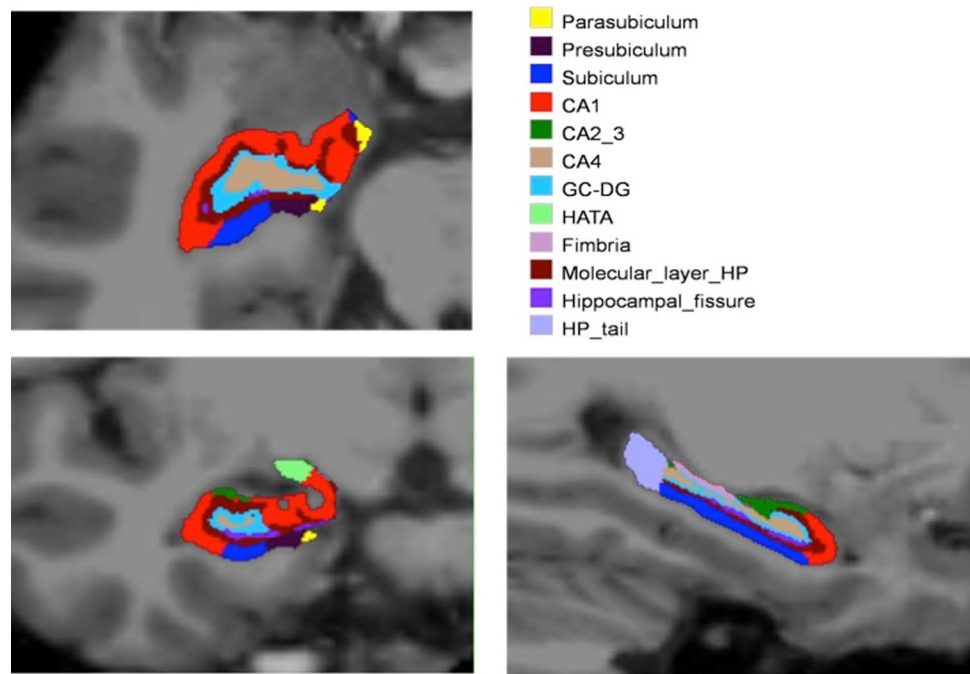 Parasubiculum
Presubiculum
Subiculum
CA1
CA2_3
CA4
GC-DG
HATA
Fimbria
Molecular_layer_HP
Hippocampal_fissure
HP_tail